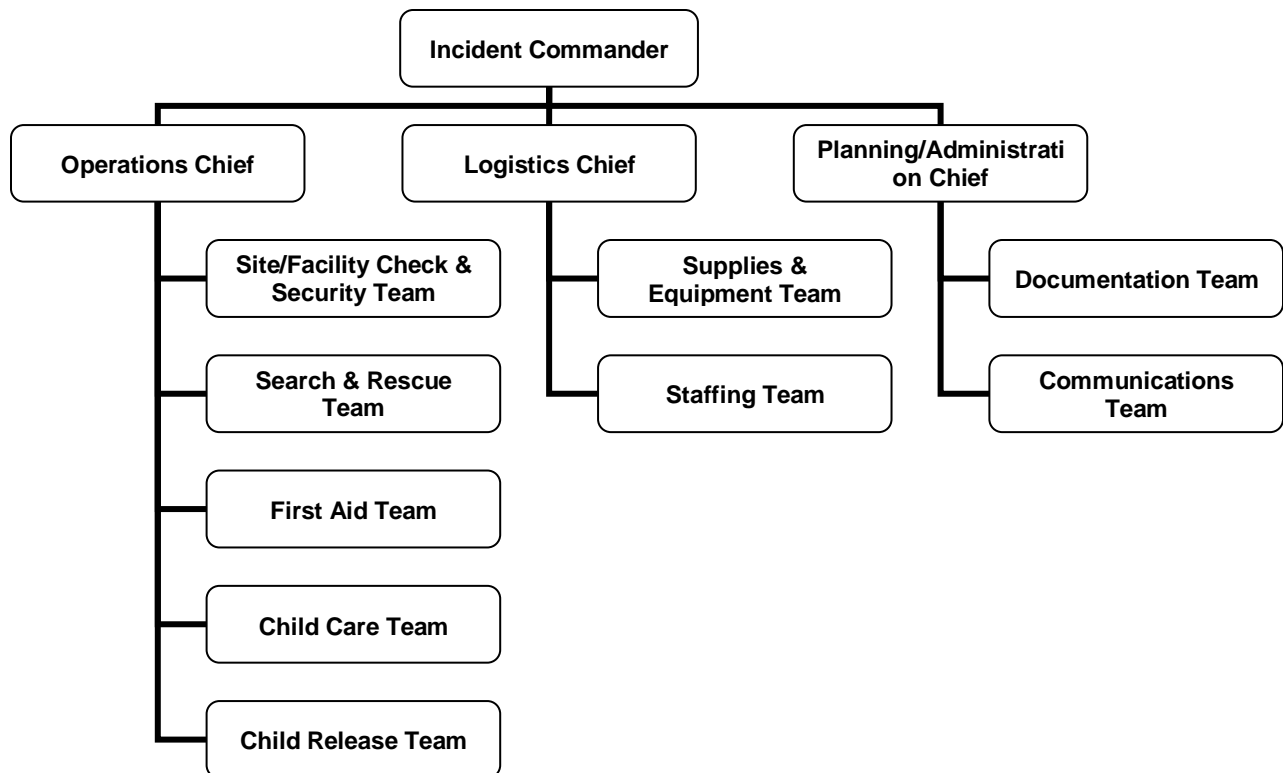 Incident Commander
Operations Chief
Logistics Chief
Planning/Administrati
on Chief
Site/Facility Check &
Security Team
Supplies &
Equipment Team
Documentation Team
Search & Rescue
Team
Staffing Team
Communications
Team
First Aid Team
Child Care Team
Child Release Team